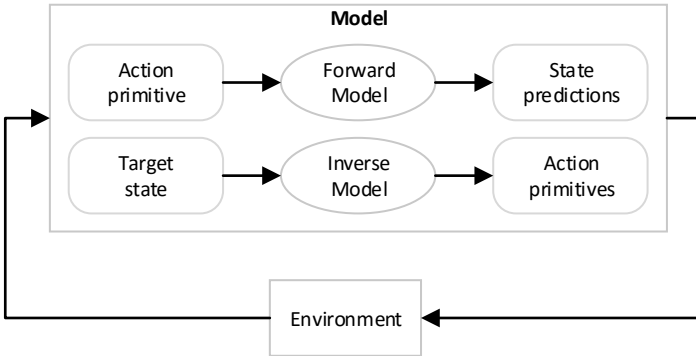 Model
Action
primitive
Forward
Model
State
predictions
Target
state
Inverse
Model
Action
primitives
Environment